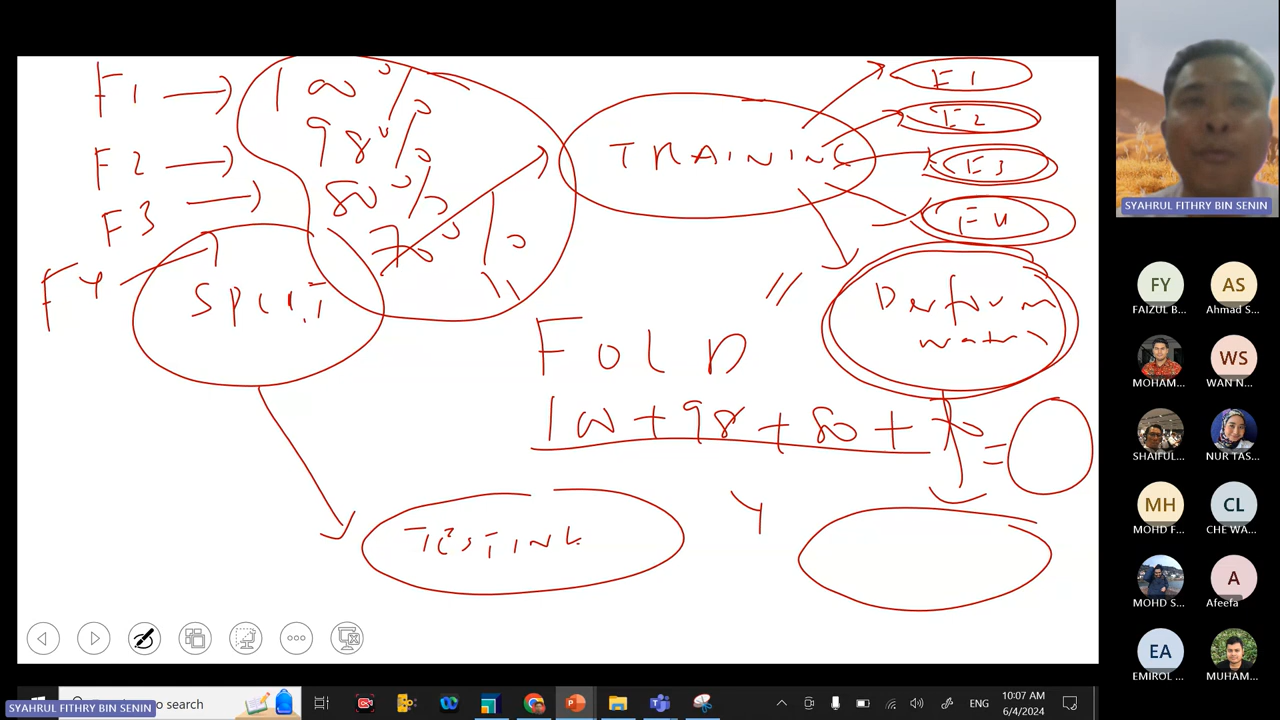 F1 → 100%
F2 → 98%
F3 → 80%
F4 70%
SPLIT
TRAINING
F1
F2
F3
F4
FOLD
100 + 98 + 80 + 70 =
4
TESTING
SYAHRUL FITHRY BIN SENIN
FY
FAIZUL B...
AS
Ahmad S...
MOHAM...
WS
WAN N...
SHAIFUL...
NUR TAS...
MH
MOHD F...
CL
CHE WA...
MOHD S...
A
Afeefa
EA
EMIROL ...
MUHAM...
SYAHRUL FITHRY BIN SENIN
search
ENG
10:07 AM
6/4/2024